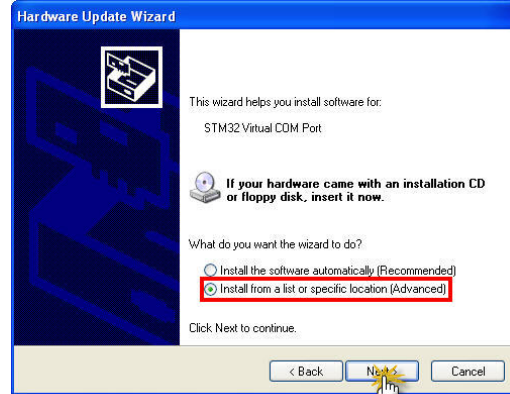 Hardware Update Wizard
This wizard helps you install software for:
STM32 Virtual COM Port
If your hardware came with an installation CD
or floppy disk, insert it now.
What do you want the wizard to do?
Install the software automatically (Recommended)
Install from a list or specific location (Advanced)
Click Next to continue.
< Back Next > Cancel